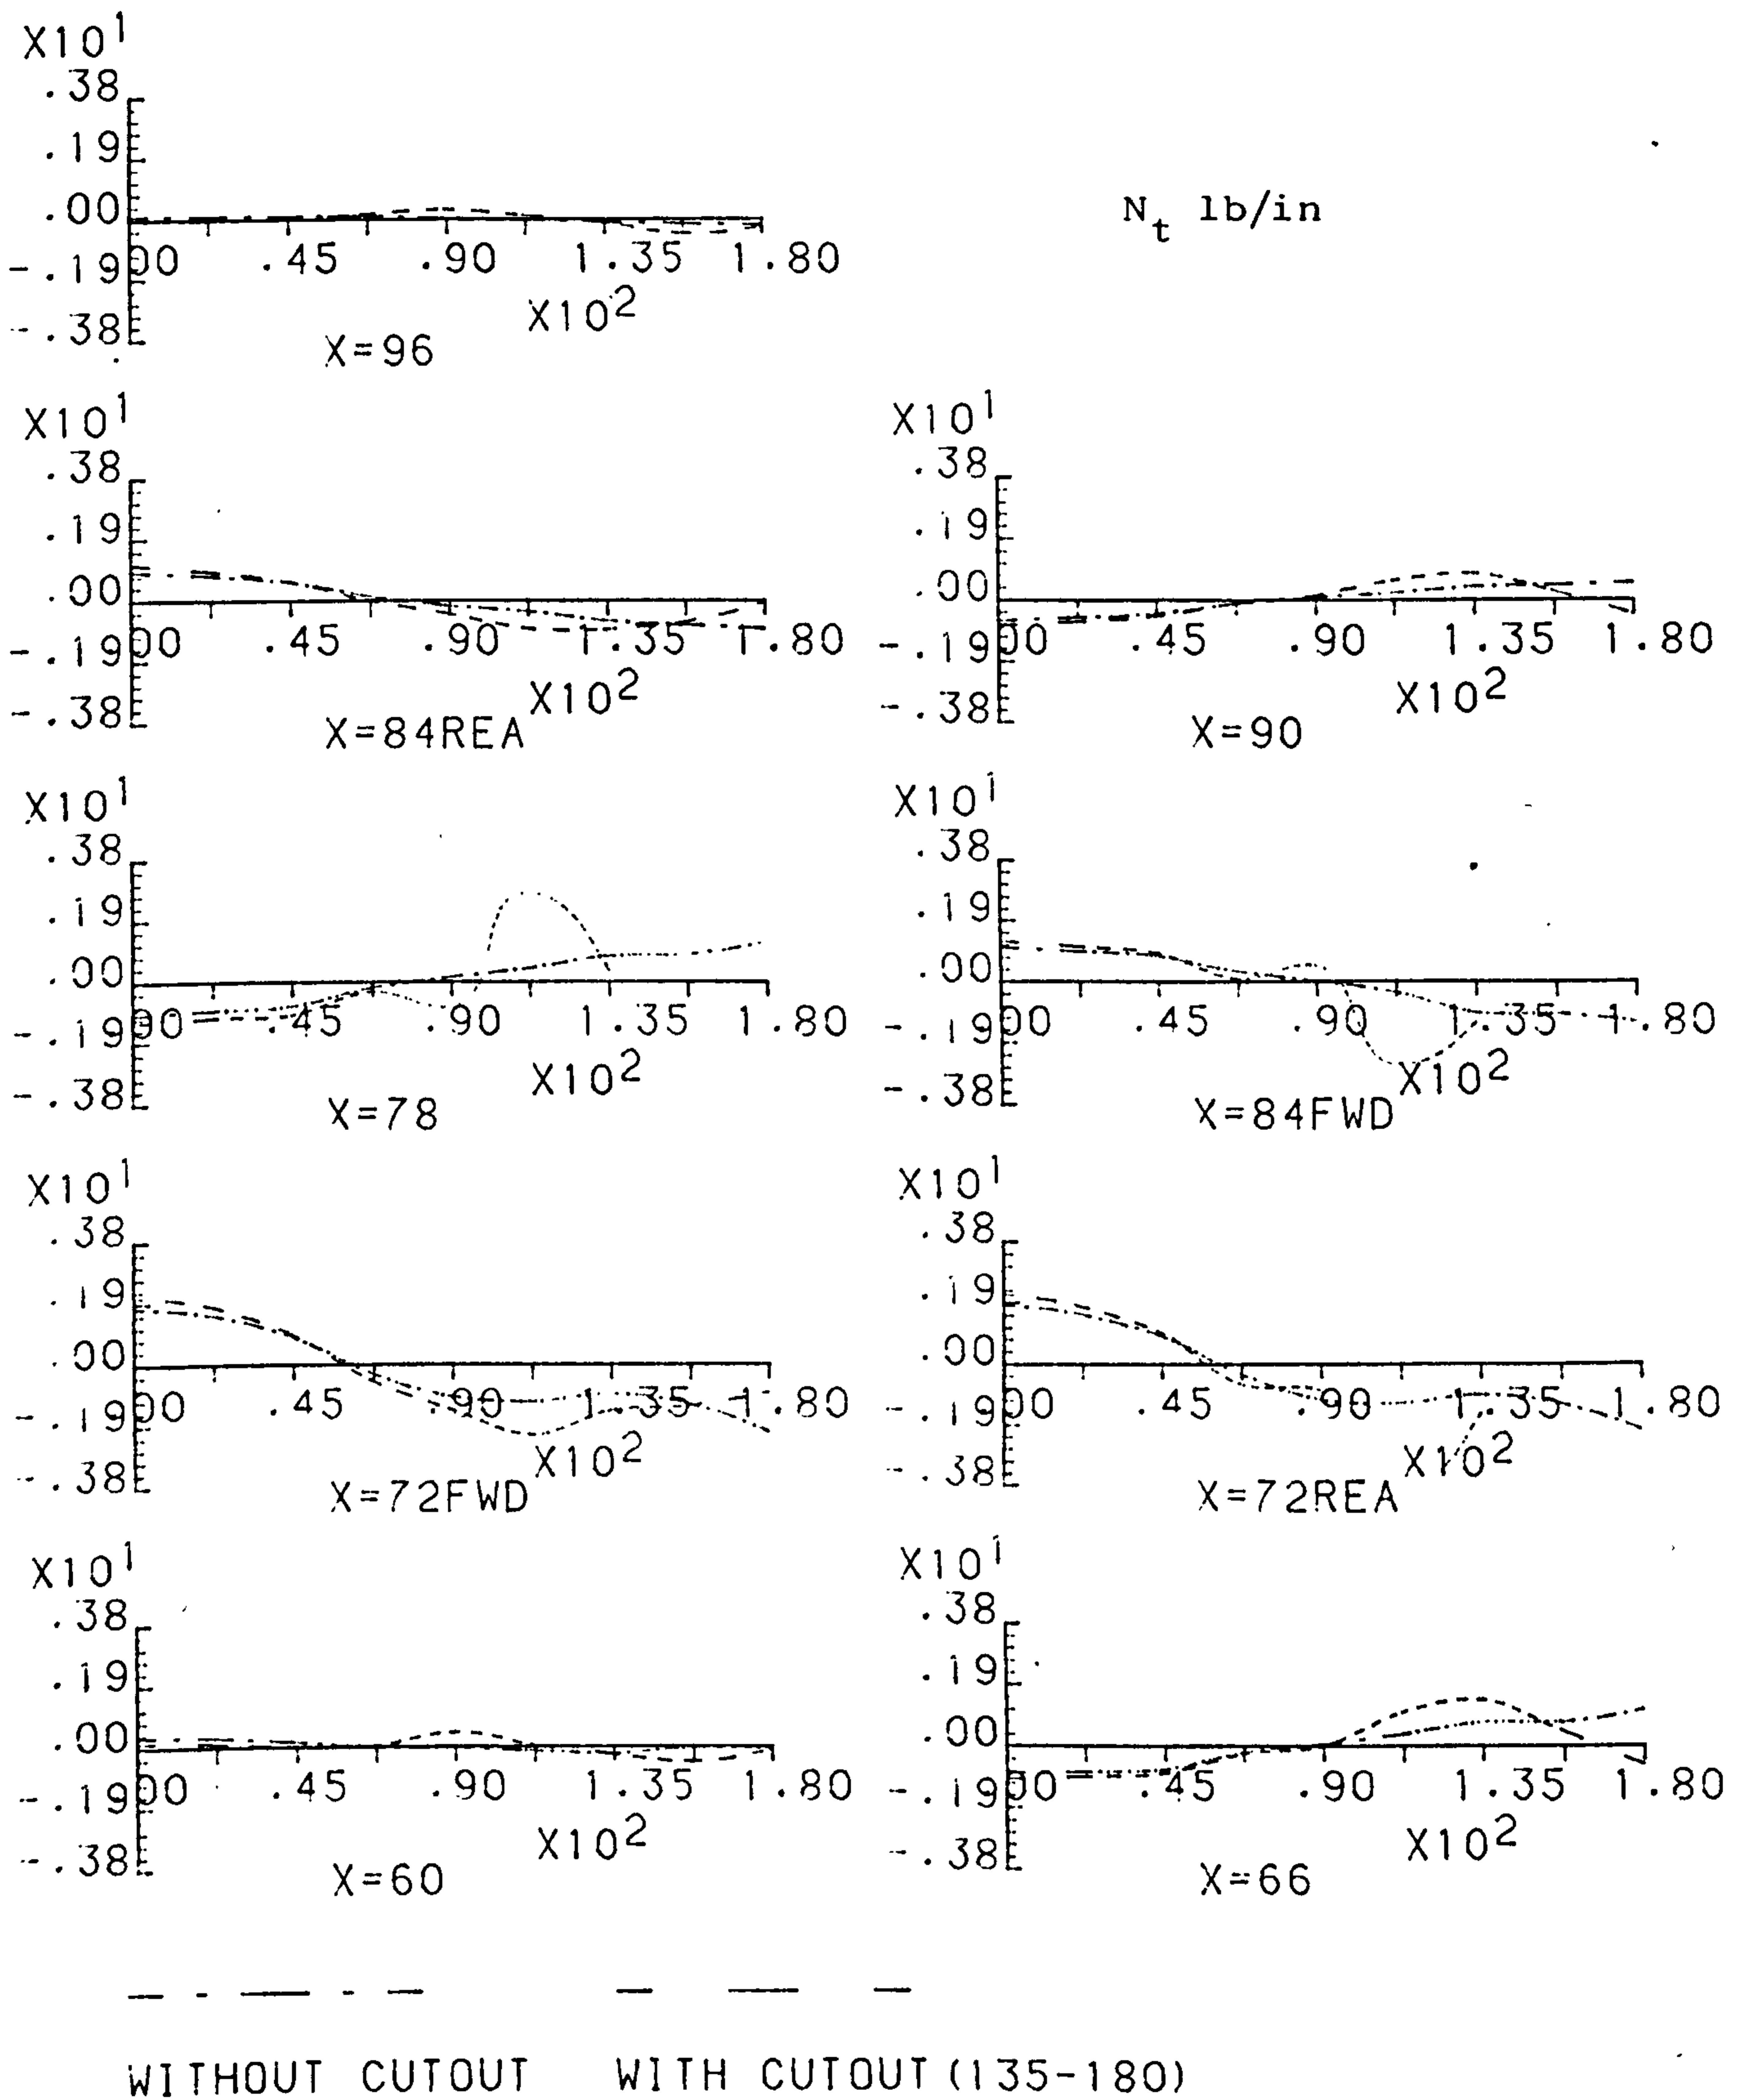 X10¹
.38
.19
.00
-.19
-.38
.00 .45 .90 1.35 1.80
X10²
X=96
N_t lb/in
X10¹
.38
.19
.00
-.19
-.38
.00 .45 .90 1.35 1.80
X10²
X=84REA
X10¹
.38
.19
.00
-.19
-.38
.00 .45 .90 1.35 1.80
X10²
X=90
X10¹
.38
.19
.00
-.19
-.38
.00 .45 .90 1.35 1.80
X10²
X=78
X10¹
.38
.19
.00
-.19
-.38
.00 .45 .90 1.35 1.80
X10²
X=84FWD
X10¹
.38
.19
.00
-.19
-.38
.00 .45 .90 1.35 1.80
X10²
X=72FWD
X10¹
.38
.19
.00
-.19
-.38
.00 .45 .90 1.35 1.80
X10²
X=72REA
X10¹
.38
.19
.00
-.19
-.38
.00 .45 .90 1.35 1.80
X10²
X=60
X10¹
.38
.19
.00
-.19
-.38
.00 .45 .90 1.35 1.80
X10²
X=66
WITHOUT CUTOUT WITH CUTOUT(135-180)